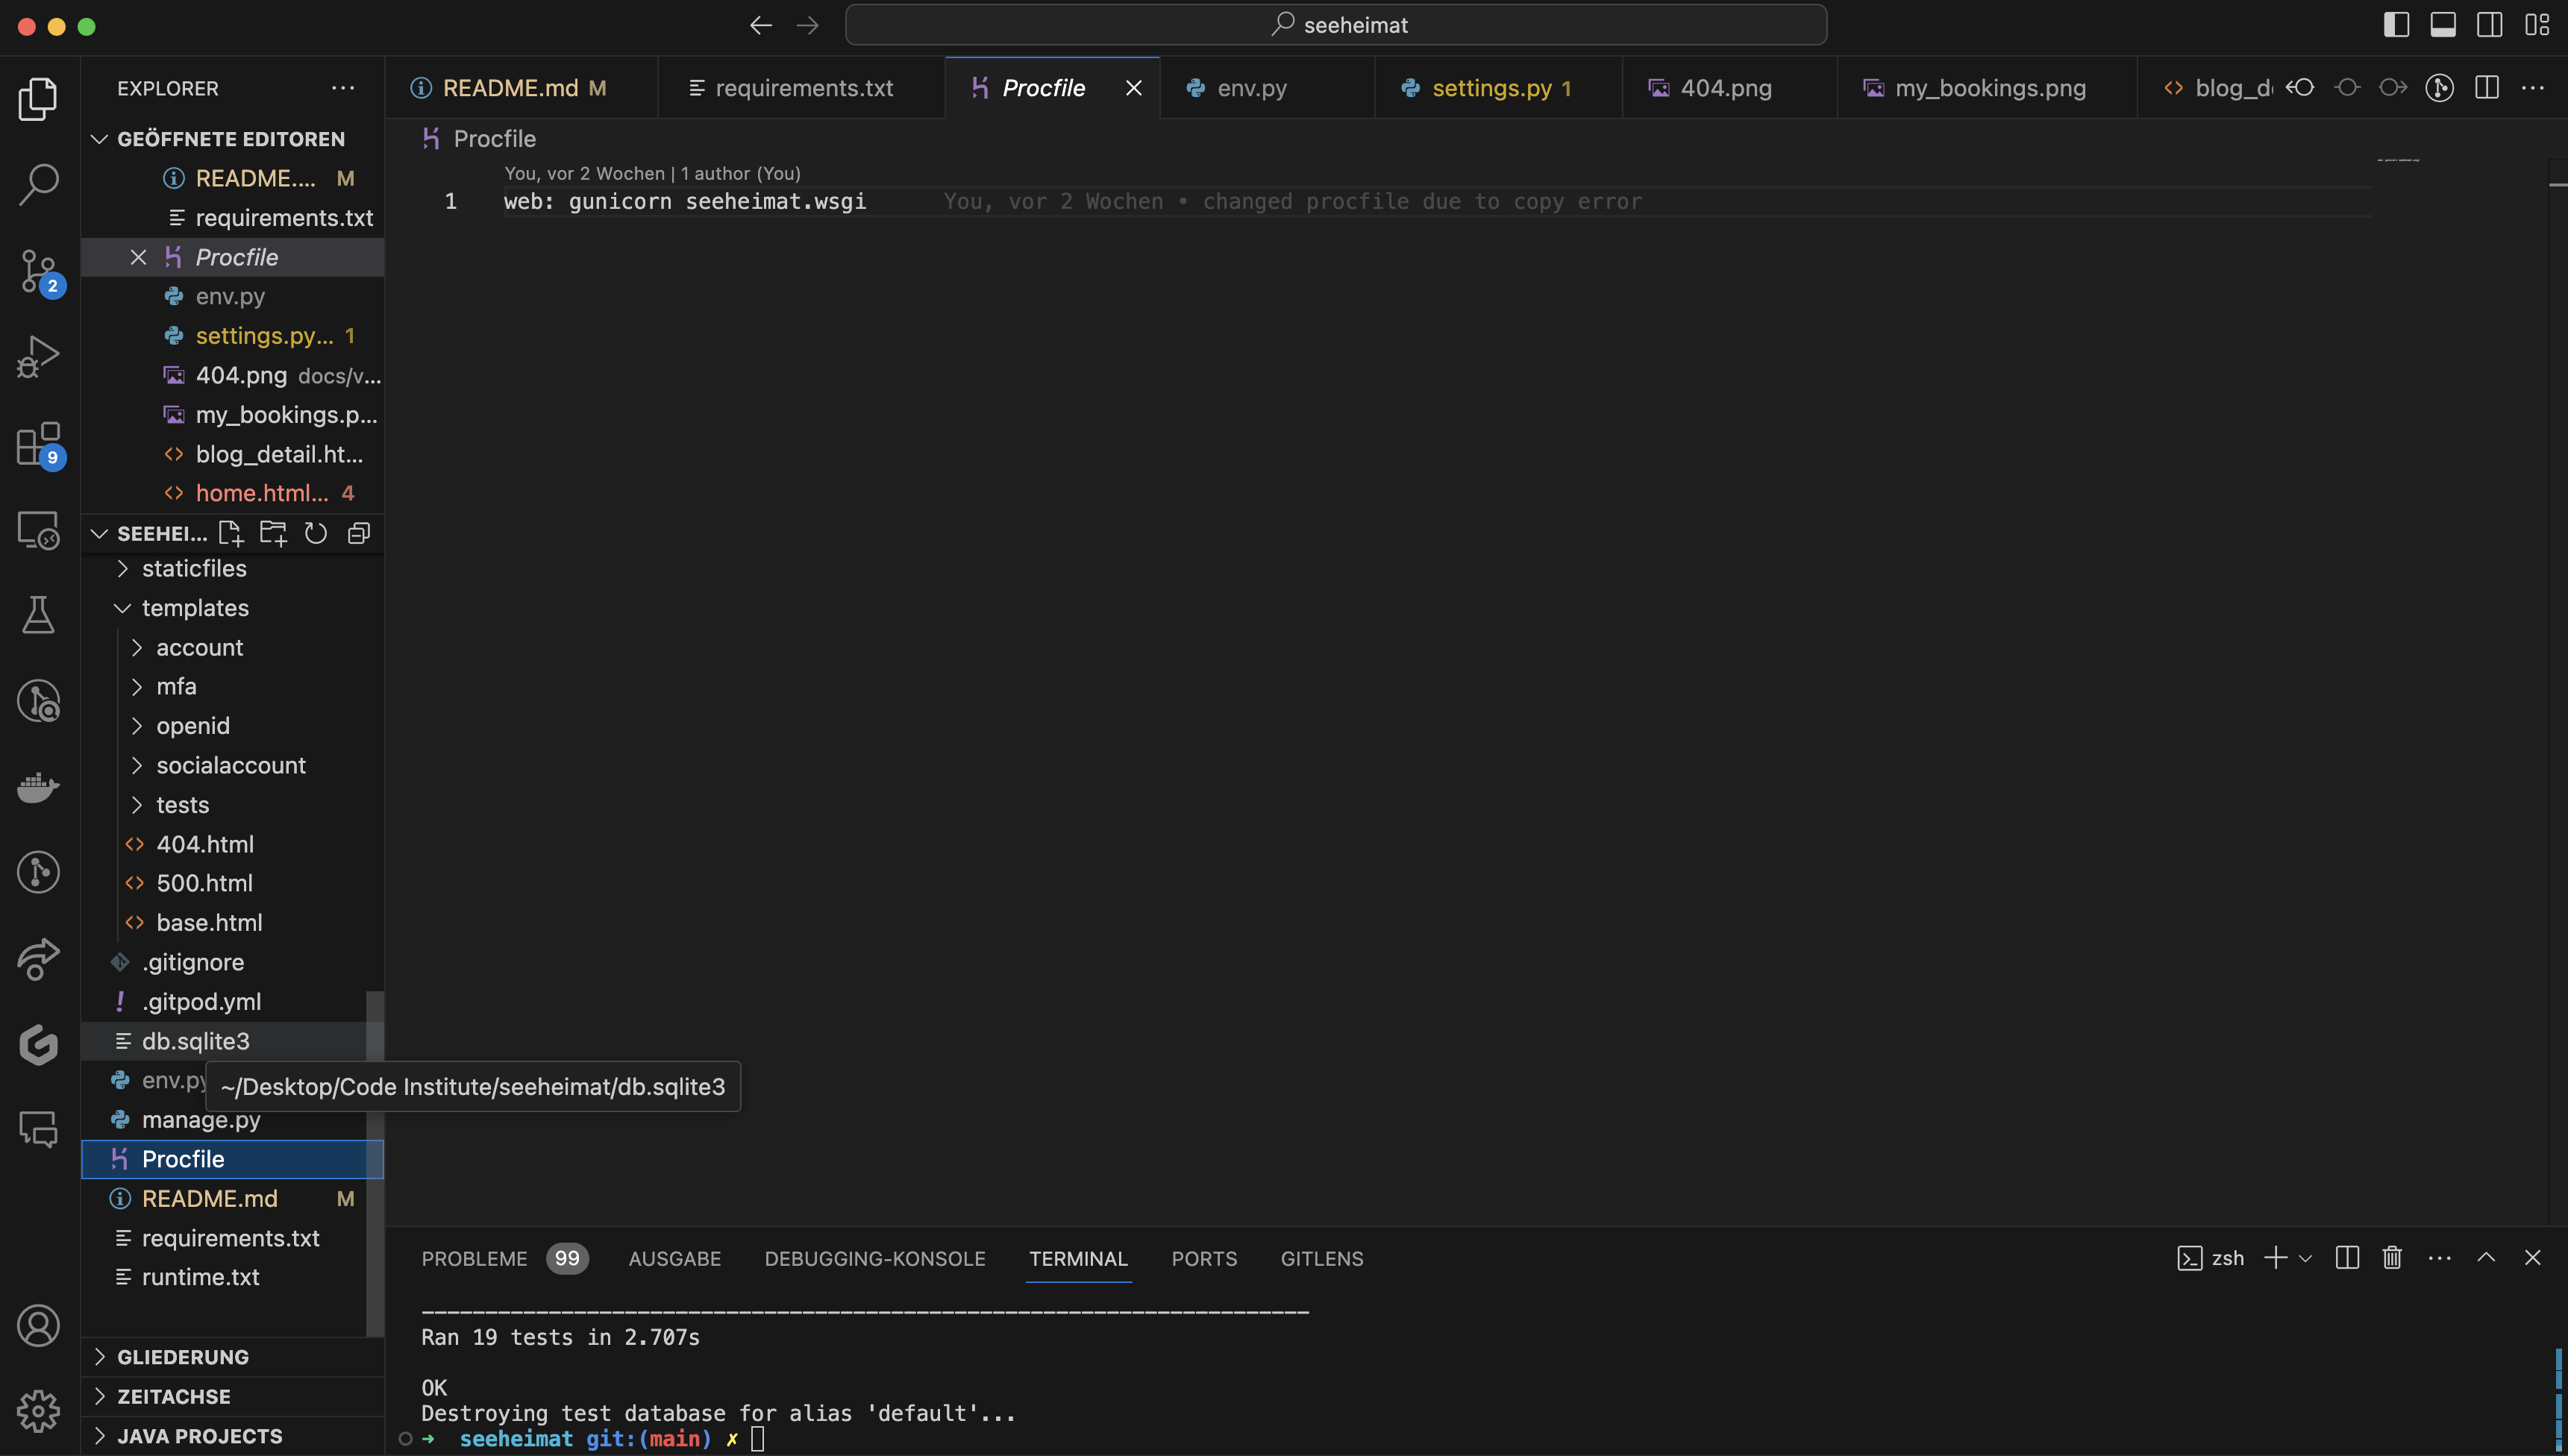 seeheimat
EXPLORER
README.md M
requirements.txt
Procfile
env.py
settings.py 1
404.png
my_bookings.png
blog_d
GEÖFFNETE EDITOREN
README.... M
requirements.txt
Procfile
env.py
settings.py... 1
404.png docs/v...
my_bookings.p...
blog_detail.ht...
home.html... 4
2
9
SEEHEI...
staticfiles
templates
account
mfa
openid
socialaccount
tests
404.html
500.html
base.html
.gitignore
.gitpod.yml
db.sqlite3
env.py
~/Desktop/Code Institute/seeheimat/db.sqlite3
manage.py
Procfile
README.md M
requirements.txt
runtime.txt
GLIEDERUNG
ZEITACHSE
JAVA PROJECTS
Procfile
You, vor 2 Wochen | 1 author (You)
1 web: gunicorn seeheimat.wsgi You, vor 2 Wochen • changed procfile due to copy error
PROBLEME 99 AUSGABE DEBUGGING-KONSOLE TERMINAL PORTS GITLENS
zsh
----------------------------------------------------------------------
Ran 19 tests in 2.707s
OK
Destroying test database for alias 'default'...
➜ seeheimat git:(main) ✗